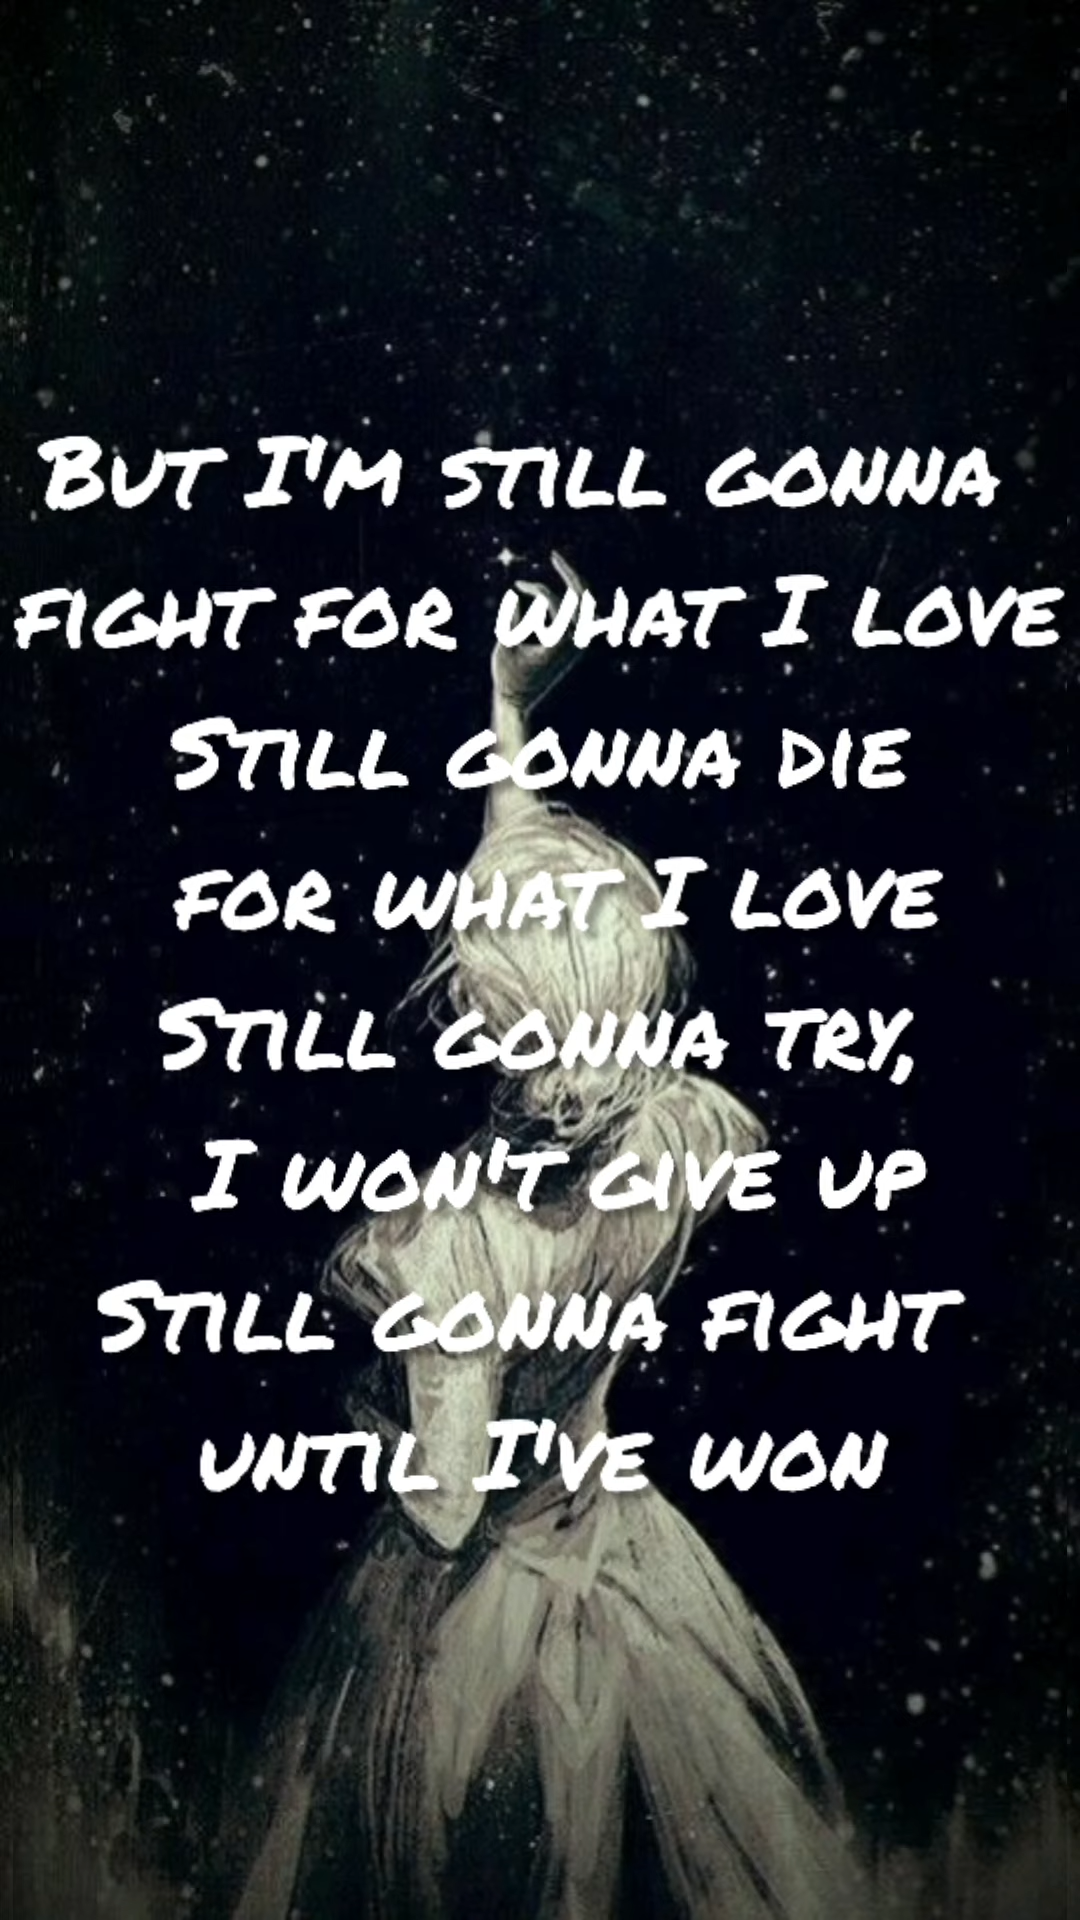 But I'm still gonna
fight for what I love
Still gonna die
for what I love
Still gonna try,
I won't give up
Still gonna fight
until I've won